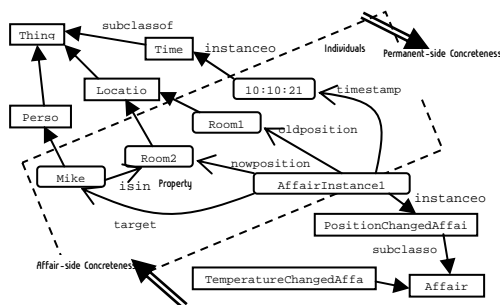 Thing
subclassof
Time
instanceo
Individuals
Permanent-side Concreteness
Locatio
10:10:21
timestamp
Perso
Room1
oldposition
Room2
nowposition
Mike
isin
Property
AffairInstance1
target
instanceo
PositionChangedAffai
subclasso
Affair-side Concreteness
TemperatureChangedAffa
Affair